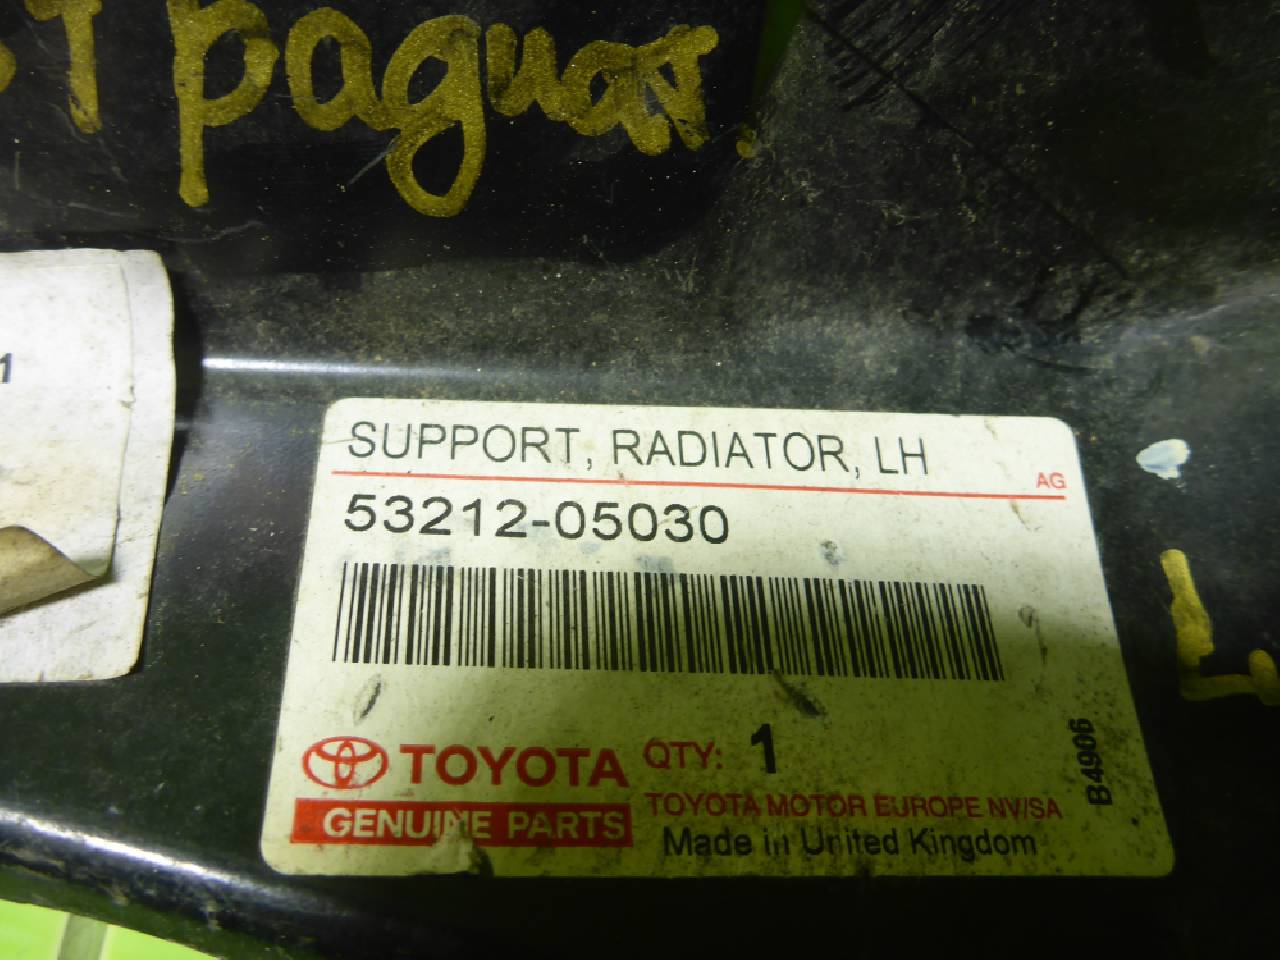 1
SUPPORT, RADIATOR, LH
AG
53212-05030
TOYOTA
GENUINE PARTS
QTY: 1
TOYOTA MOTOR EUROPE NV/SA
Made in United Kingdom
B4906